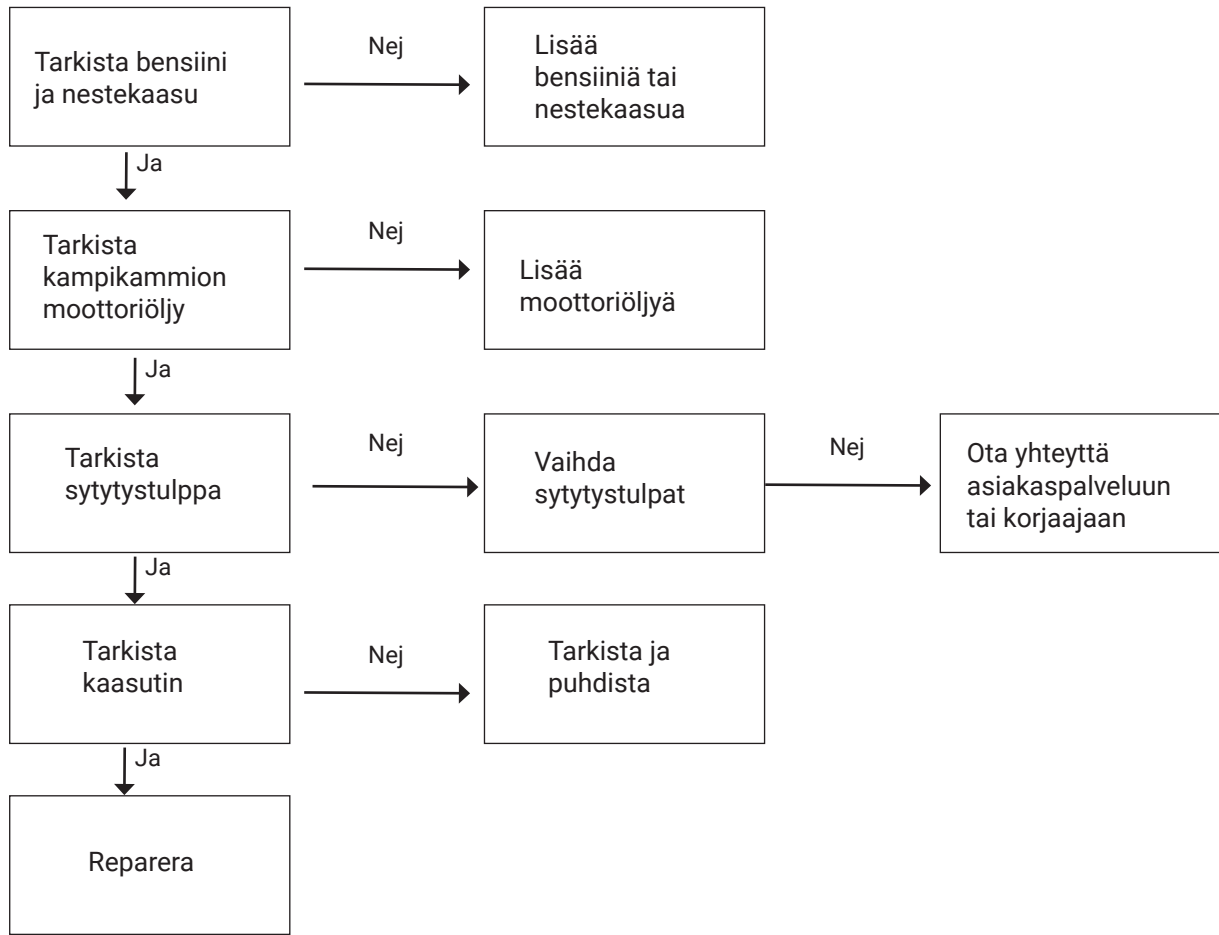 Tarkista bensiini
ja nestekaasu
Nej
Lisää
bensiiniä tai
nestekaasua
Ja
Tarkista
kampikammion
moottoriöljy
Nej
Lisää
moottoriöljyä
Ja
Tarkista
sytytystulppa
Nej
Vaihda
sytytystulpat
Nej
Ota yhteyttä
asiakaspalveluun
tai korjaajaan
Ja
Tarkista
kaasutin
Nej
Tarkista ja
puhdista
Ja
Reparera